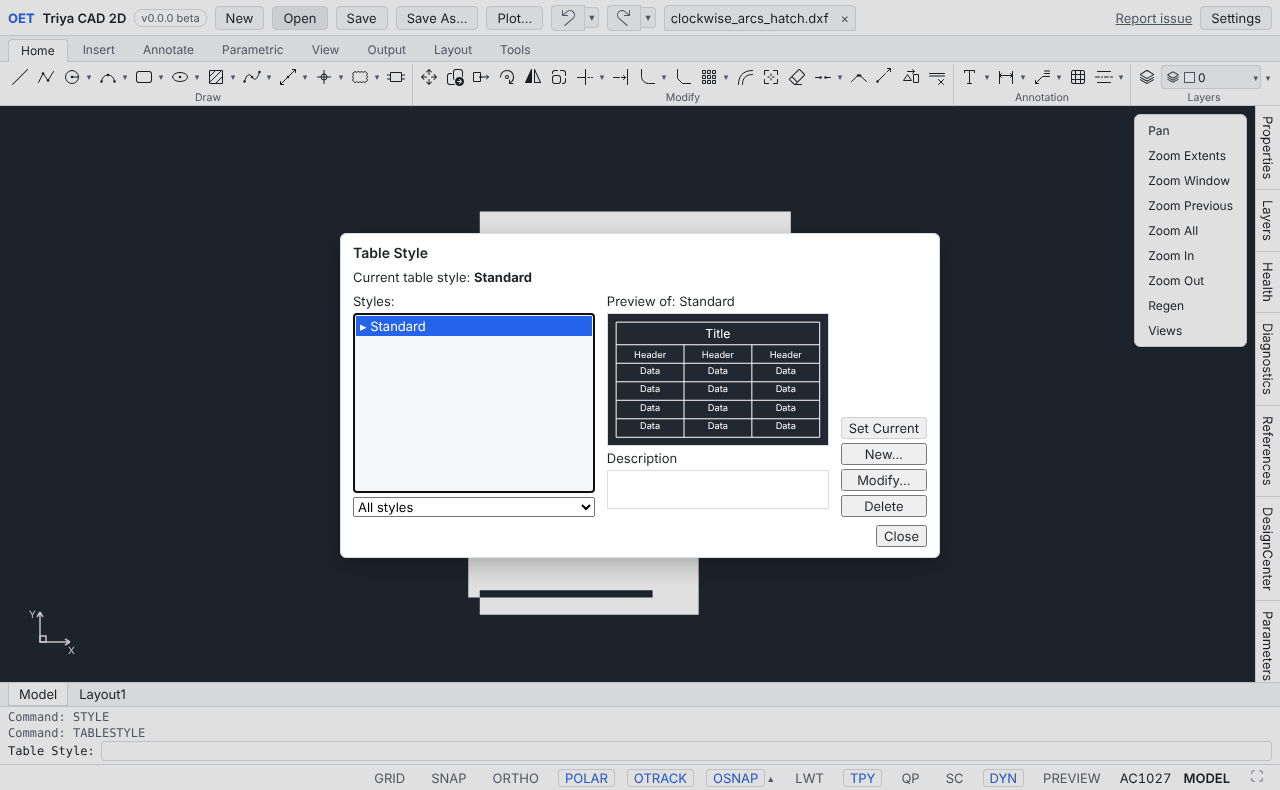 OET Triya CAD 2D v0.0.0 beta New Open Save Save As... Plot... clockwise_arcs_hatch.dxf × Report issue Settings
Home Insert Annotate Parametric View Output Layout Tools
0
Draw Modify Annotation Layers
Pan
Zoom Extents
Zoom Window
Zoom Previous
Zoom All
Zoom In
Zoom Out
Regen
Views
Properties
Layers
Health
Diagnostics
References
DesignCenter
Parameters
Table Style
Current table style: Standard
Styles:
▸ Standard
All styles
Preview of: Standard
Title
Header Header Header
Data Data Data
Data Data Data
Data Data Data
Data Data Data
Description
Set Current
New...
Modify...
Delete
Close
Y
X
Model Layout1
Command: STYLE
Command: TABLESTYLE
Table Style:
GRID SNAP ORTHO POLAR OTRACK OSNAP LWT TPY QP SC DYN PREVIEW AC1027 MODEL